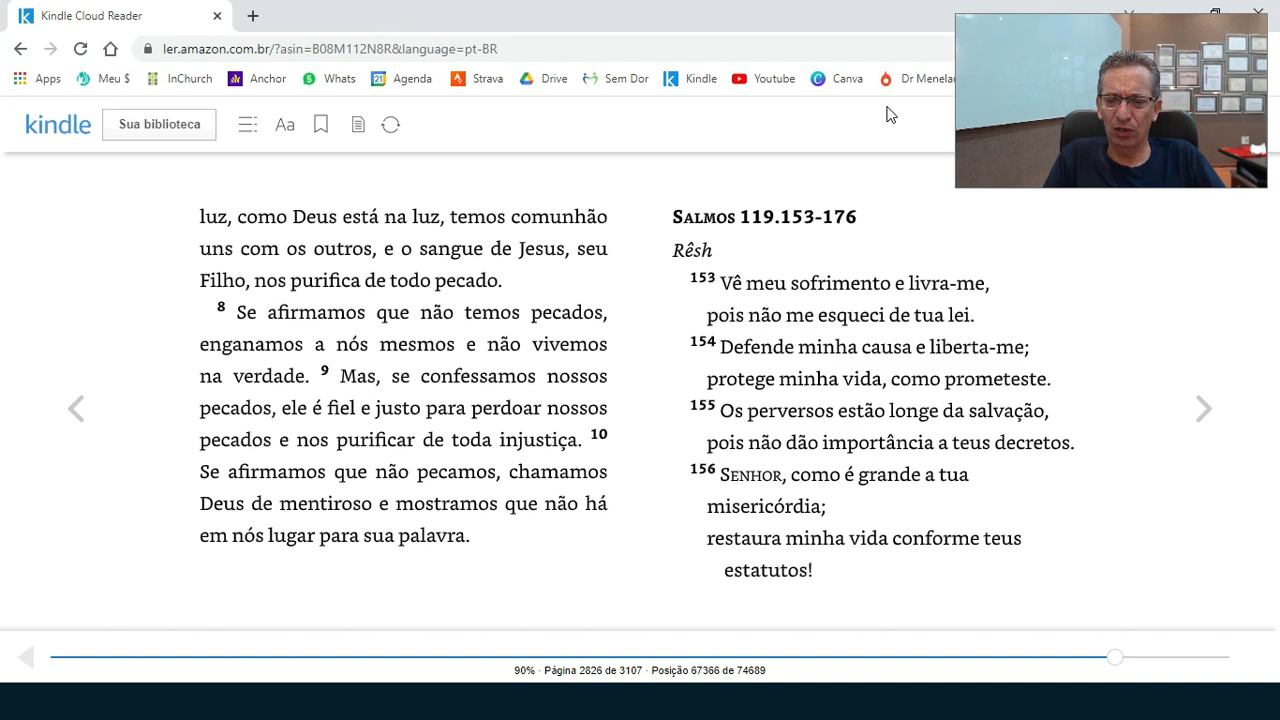 Kindle Cloud Reader
ler.amazon.com.br/?asin=B08M112N8R&language=pt-BR
Apps Meu $ InChurch Anchor Whats Agenda Strava Drive Sem Dor Kindle Youtube Canva Dr Menela
kindle Sua biblioteca Aa
luz, como Deus está na luz, temos comunhão
uns com os outros, e o sangue de Jesus, seu
Filho, nos purifica de todo pecado.
8 Se afirmamos que não temos pecados,
enganamos a nós mesmos e não vivemos
na verdade. 9 Mas, se confessamos nossos
pecados, ele é fiel e justo para perdoar nossos
pecados e nos purificar de toda injustiça. 10
Se afirmamos que não pecamos, chamamos
Deus de mentiroso e mostramos que não há
em nós lugar para sua palavra.
SALMOS 119.153-176
Rêsh
153 Vê meu sofrimento e livra-me,
pois não me esqueci de tua lei.
154 Defende minha causa e liberta-me;
protege minha vida, como prometeste.
155 Os perversos estão longe da salvação,
pois não dão importância a teus decretos.
156 SENHOR, como é grande a tua
misericórdia;
restaura minha vida conforme teus
estatutos!
90% · Página 2826 de 3107 · Posição 67366 de 74689